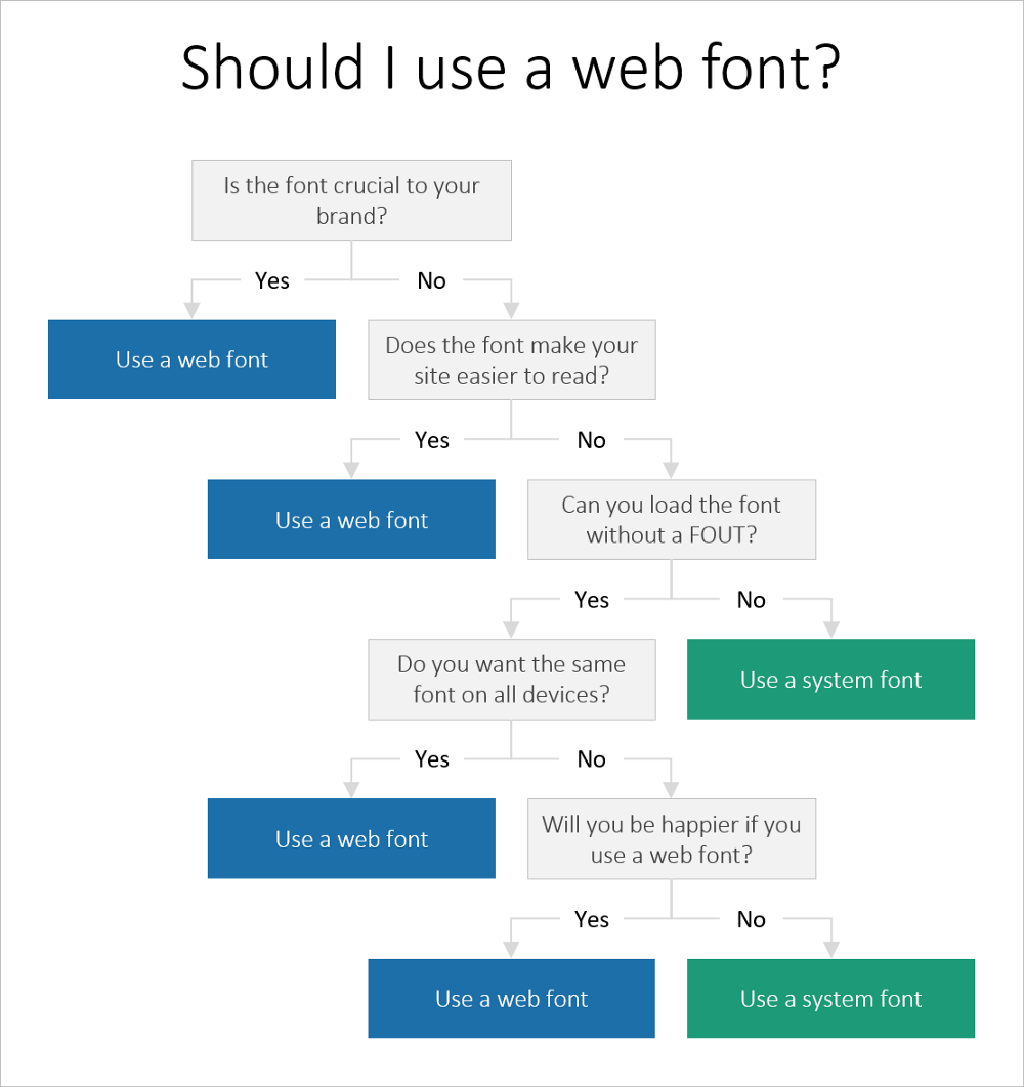 Should I use a web font?
Is the font crucial to your
brand?
Yes
No
Use a web font
Does the font make your
site easier to read?
Yes
No
Use a web font
Can you load the font
without a FOUT?
Yes
No
Do you want the same
font on all devices?
Use a system font
Yes
No
Use a web font
Will you be happier if you
use a web font?
Yes
No
Use a web font
Use a system font